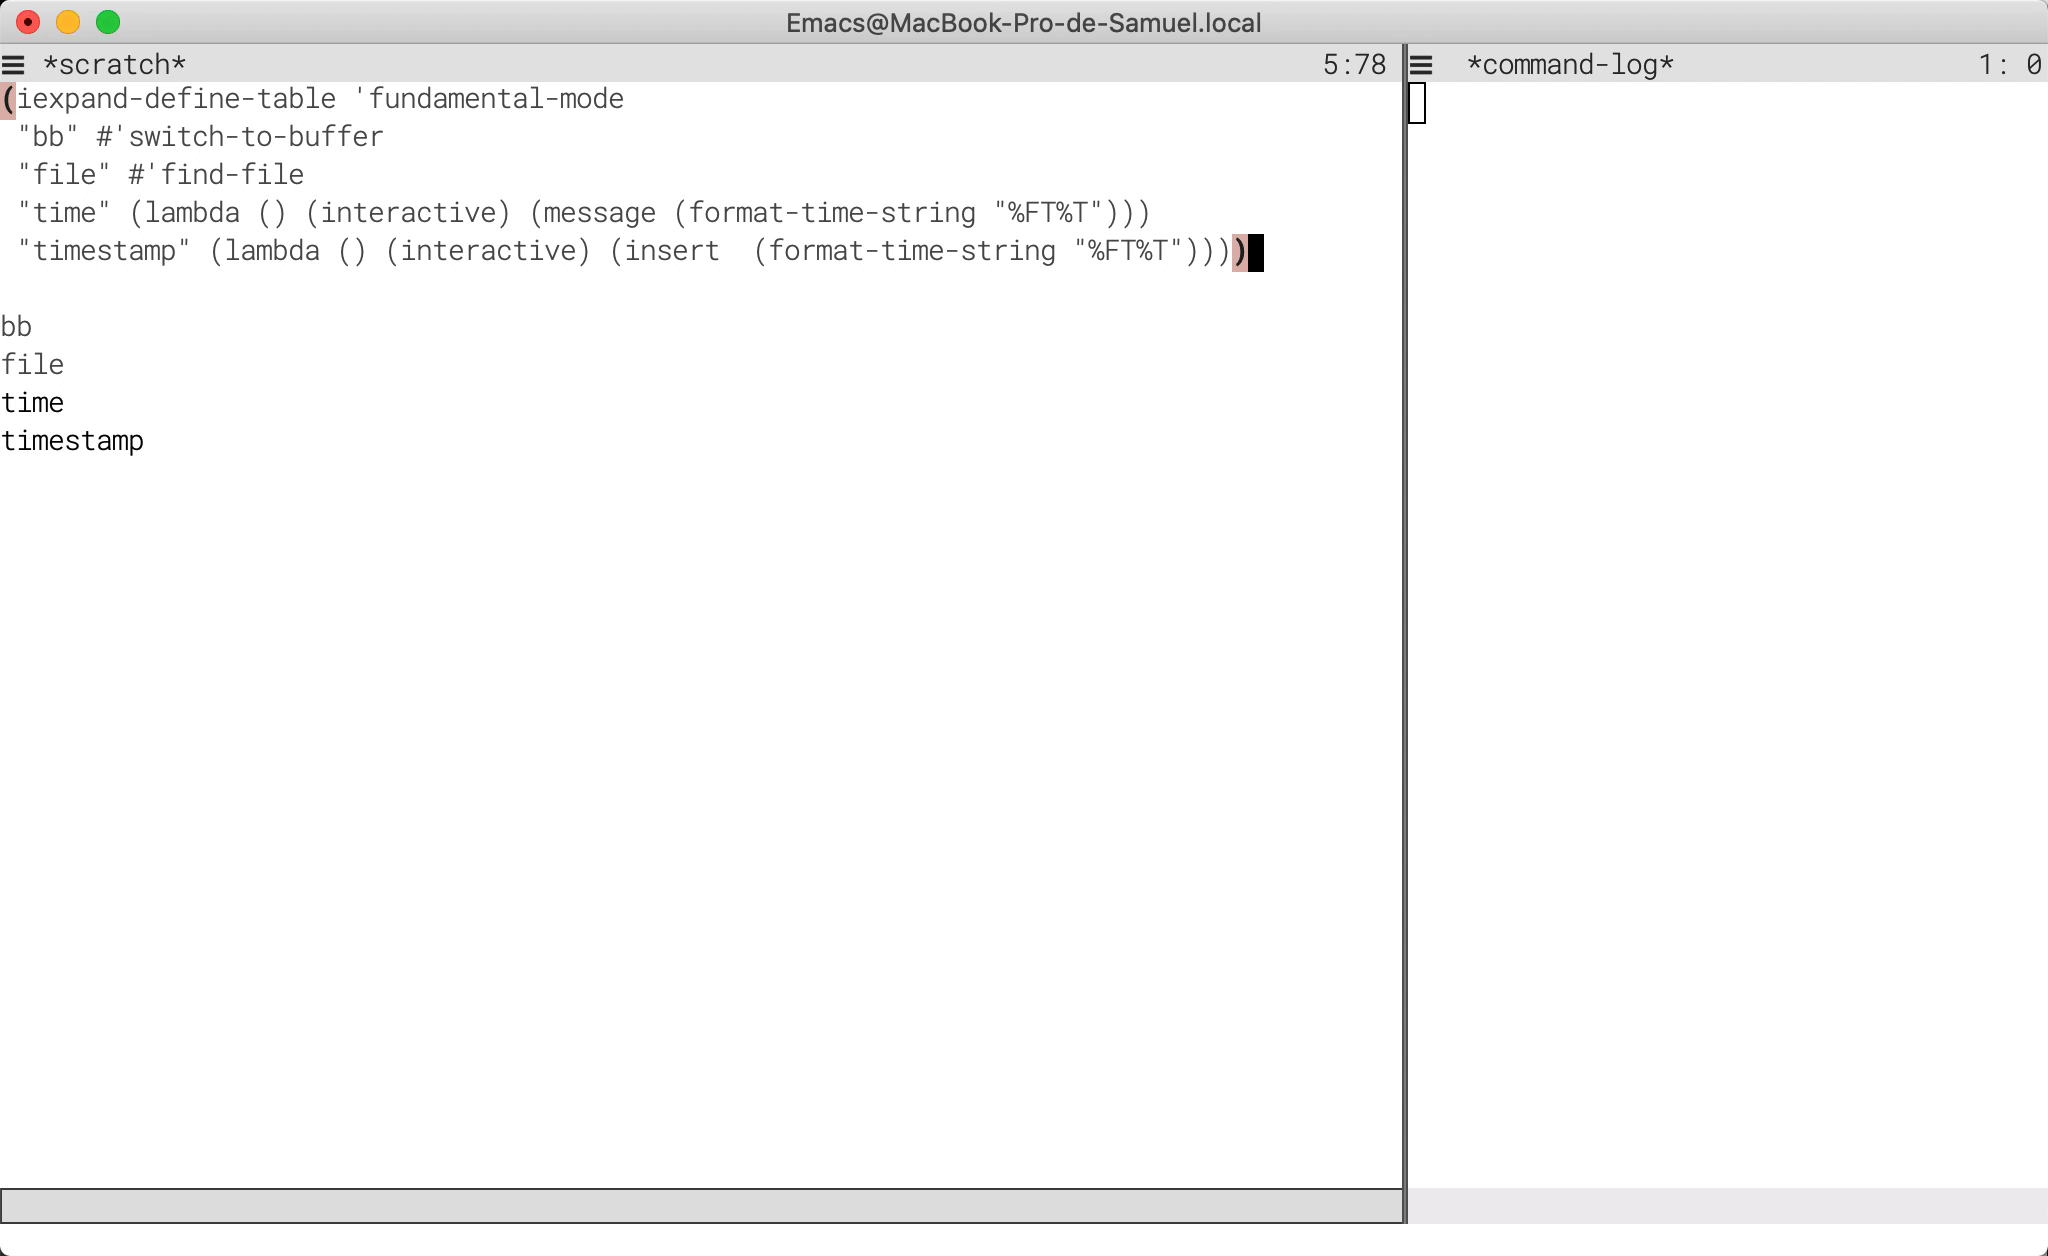 Emacs@MacBook-Pro-de-Samuel.local
*scratch* 5:78
(iexpand-define-table 'fundamental-mode
 "bb" #'switch-to-buffer
 "file" #'find-file
 "time" (lambda () (interactive) (message (format-time-string "%FT%T")))
 "timestamp" (lambda () (interactive) (insert  (format-time-string "%FT%T"))))
bb
file
time
timestamp
*command-log* 1: 0